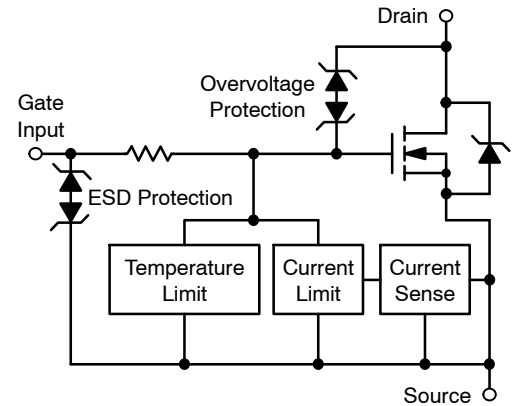 Drain
Overvoltage
Protection
Gate
Input
ESD Protection
Temperature
Limit
Current
Limit
Current
Sense
Source